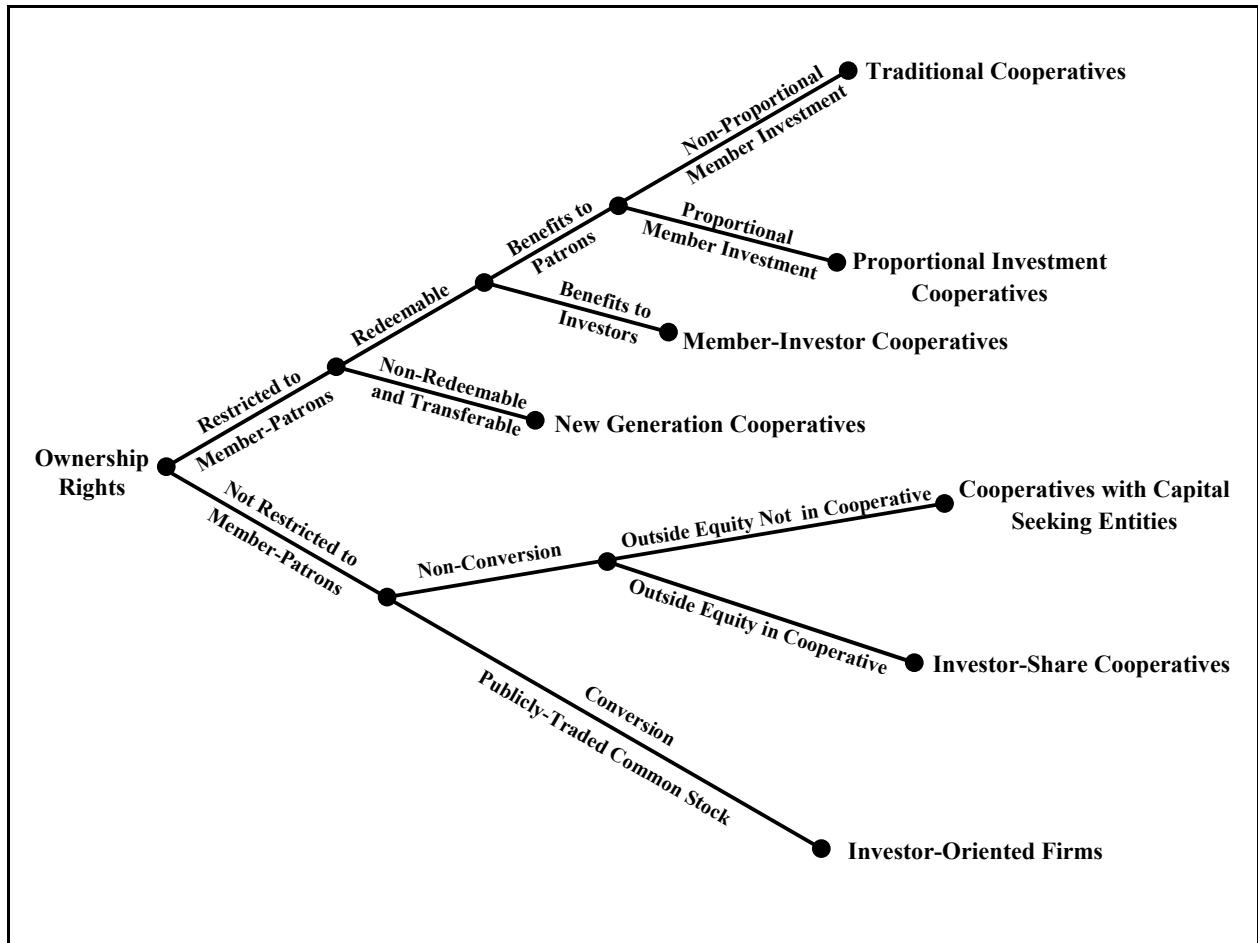 Non-Proportional
Member Investment
Traditional Cooperatives
Benefits to
Patrons
Proportional
Member Investment
Proportional Investment
Cooperatives
Redeemable
Benefits to
Investors
Member-Investor Cooperatives
Restricted to
Member-Patrons
Non-Redeemable
and Transferable
New Generation Cooperatives
Ownership
Rights
Not Restricted to
Member-Patrons
Non-Conversion
Outside Equity Not in Cooperative
Cooperatives with Capital
Seeking Entities
Outside Equity in Cooperative
Investor-Share Cooperatives
Conversion
Publicly-Traded Common Stock
Investor-Oriented Firms